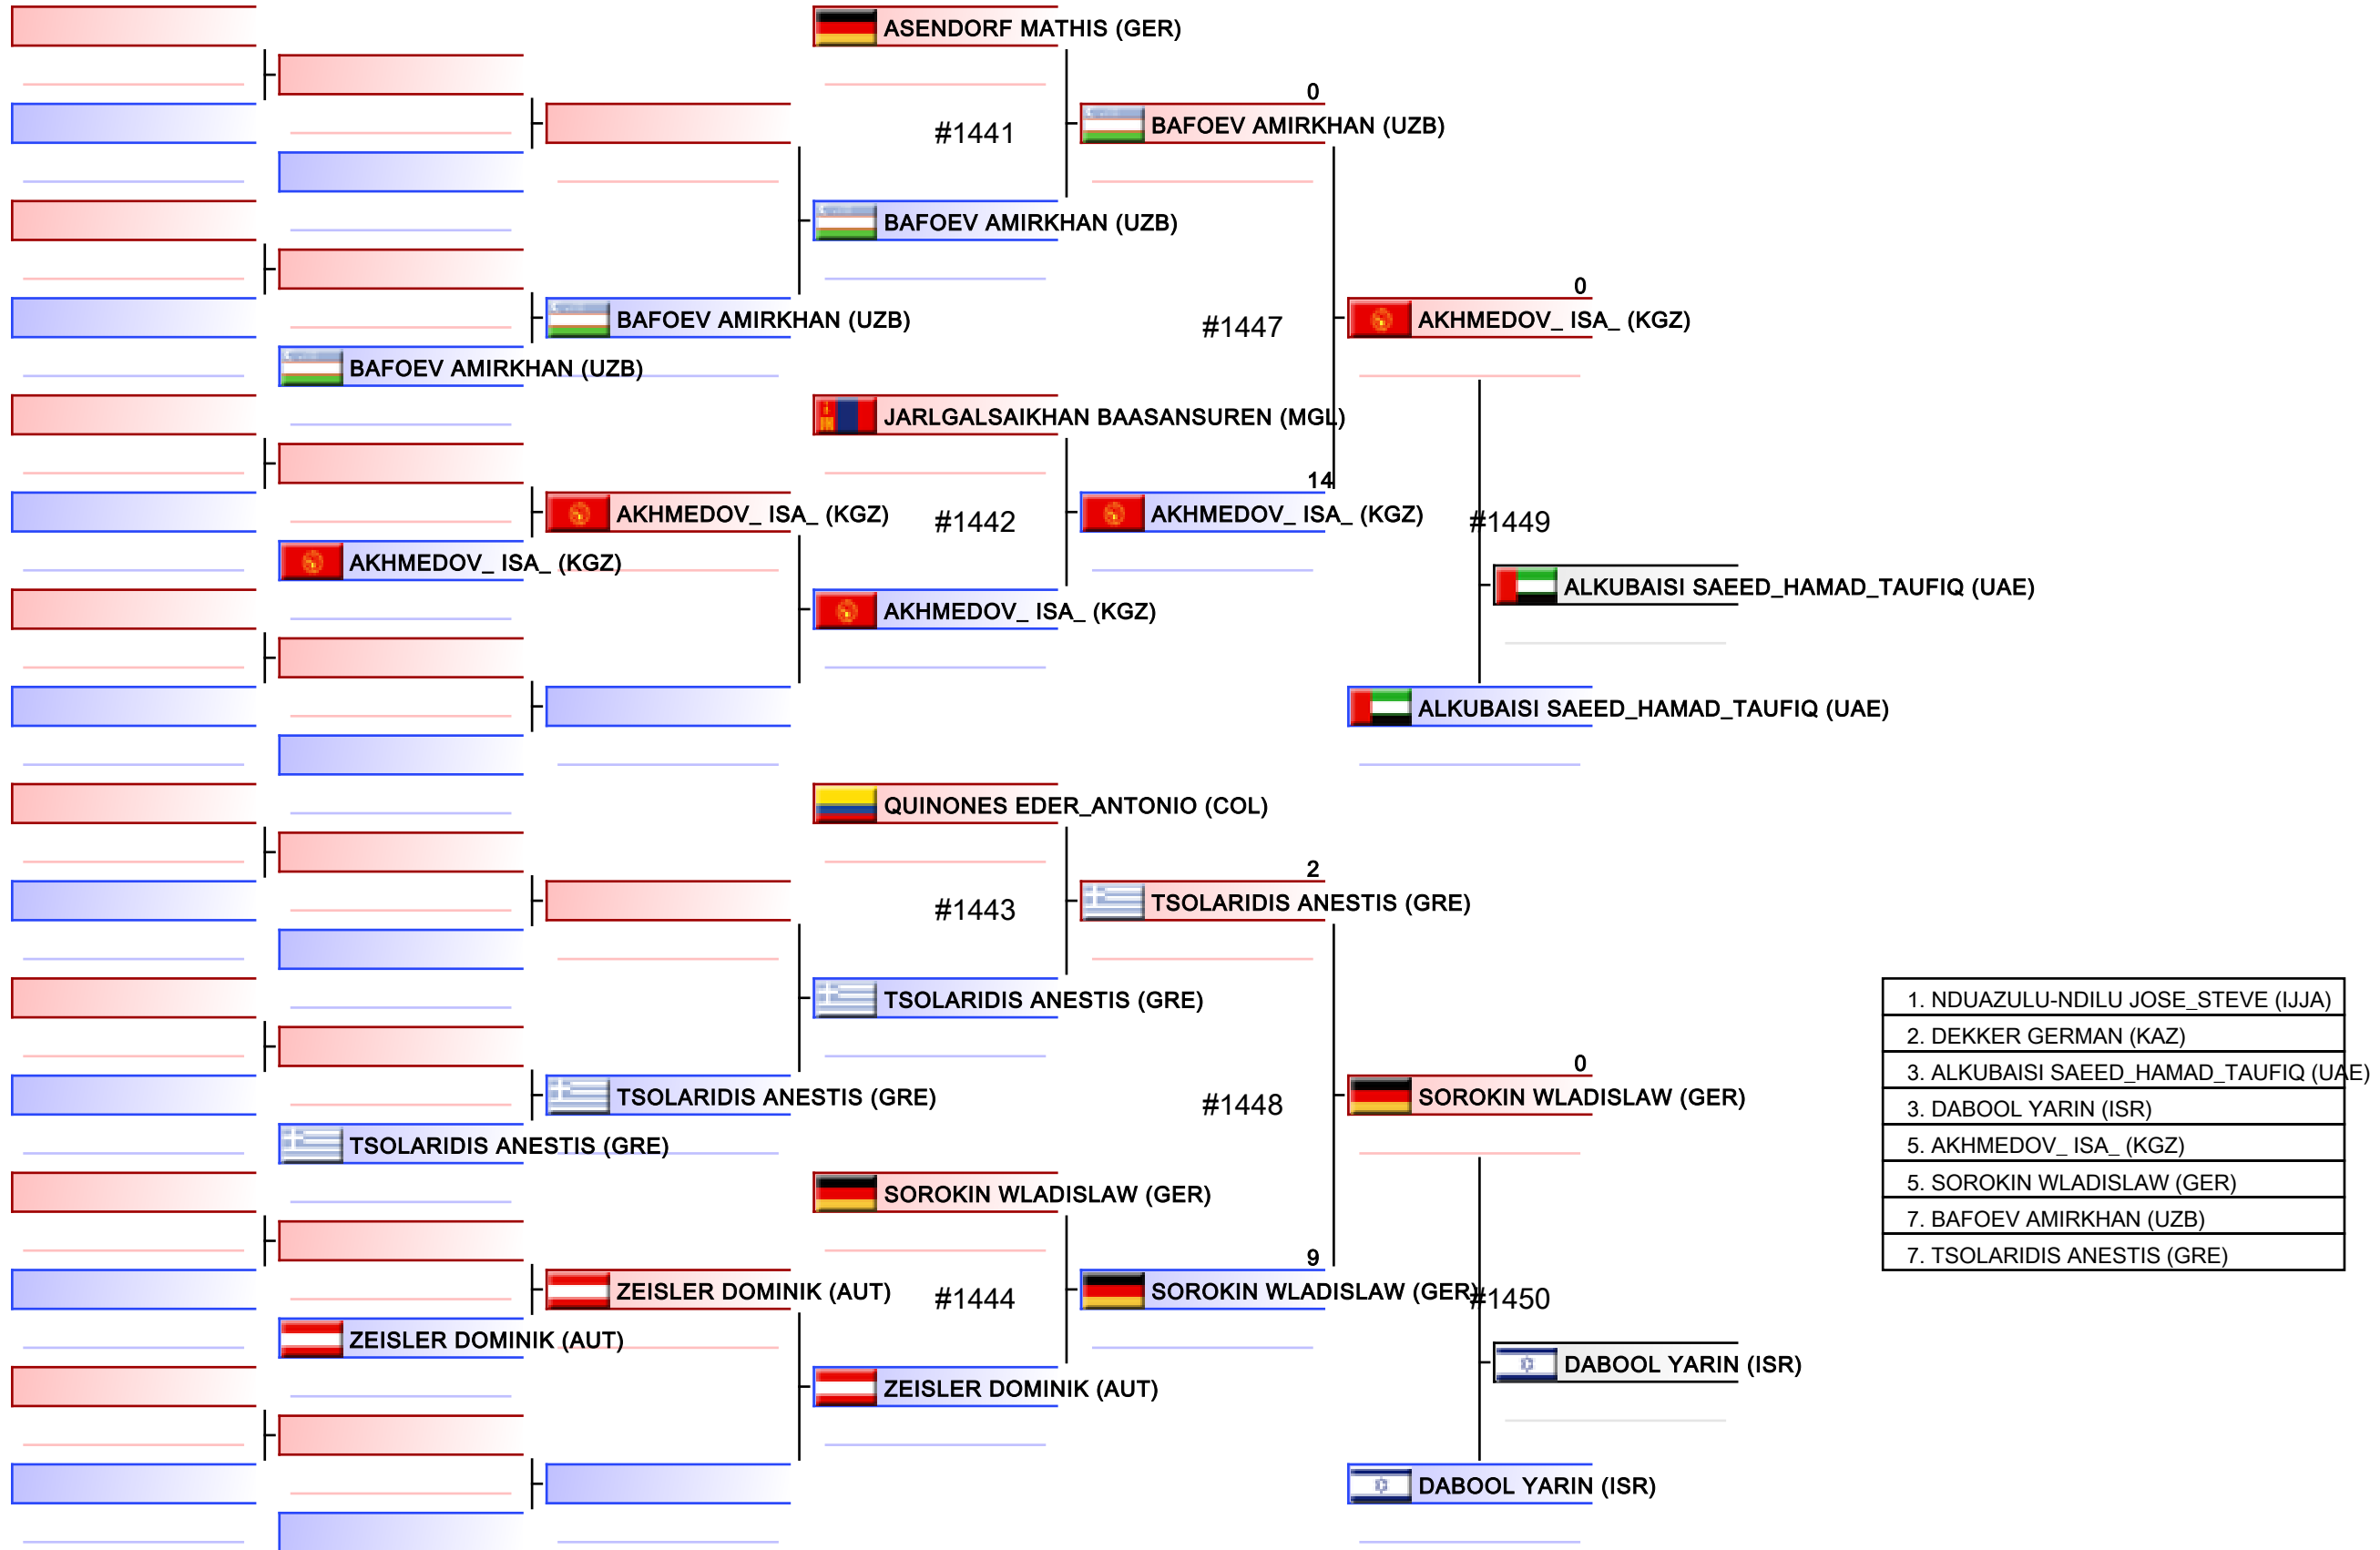 ASENDORF MATHIS (GER)
0
#1441
BAFOEV AMIRKHAN (UZB)
BAFOEV AMIRKHAN (UZB)
0
BAFOEV AMIRKHAN (UZB)
#1447
AKHMEDOV_ ISA_ (KGZ)
BAFOEV AMIRKHAN (UZB)
JARLGALSAIKHAN BAASANSUREN (MGL)
14
AKHMEDOV_ ISA_ (KGZ)
#1442
AKHMEDOV_ ISA_ (KGZ)
#1449
AKHMEDOV_ ISA_ (KGZ)
ALKUBAISI SAEED_HAMAD_TAUFIQ (UAE)
AKHMEDOV_ ISA_ (KGZ)
ALKUBAISI SAEED_HAMAD_TAUFIQ (UAE)
QUINONES EDER_ANTONIO (COL)
2
#1443
TSOLARIDIS ANESTIS (GRE)
TSOLARIDIS ANESTIS (GRE)
0
TSOLARIDIS ANESTIS (GRE)
#1448
SOROKIN WLADISLAW (GER)
TSOLARIDIS ANESTIS (GRE)
SOROKIN WLADISLAW (GER)
9
ZEISLER DOMINIK (AUT)
#1444
SOROKIN WLADISLAW (GER)
#1450
ZEISLER DOMINIK (AUT)
DABOOL YARIN (ISR)
ZEISLER DOMINIK (AUT)
DABOOL YARIN (ISR)
1. NDUAZULU-NDILU JOSE_STEVE (IJJA)
2. DEKKER GERMAN (KAZ)
3. ALKUBAISI SAEED_HAMAD_TAUFIQ (UAE)
3. DABOOL YARIN (ISR)
5. AKHMEDOV_ ISA_ (KGZ)
5. SOROKIN WLADISLAW (GER)
7. BAFOEV AMIRKHAN (UZB)
7. TSOLARIDIS ANESTIS (GRE)